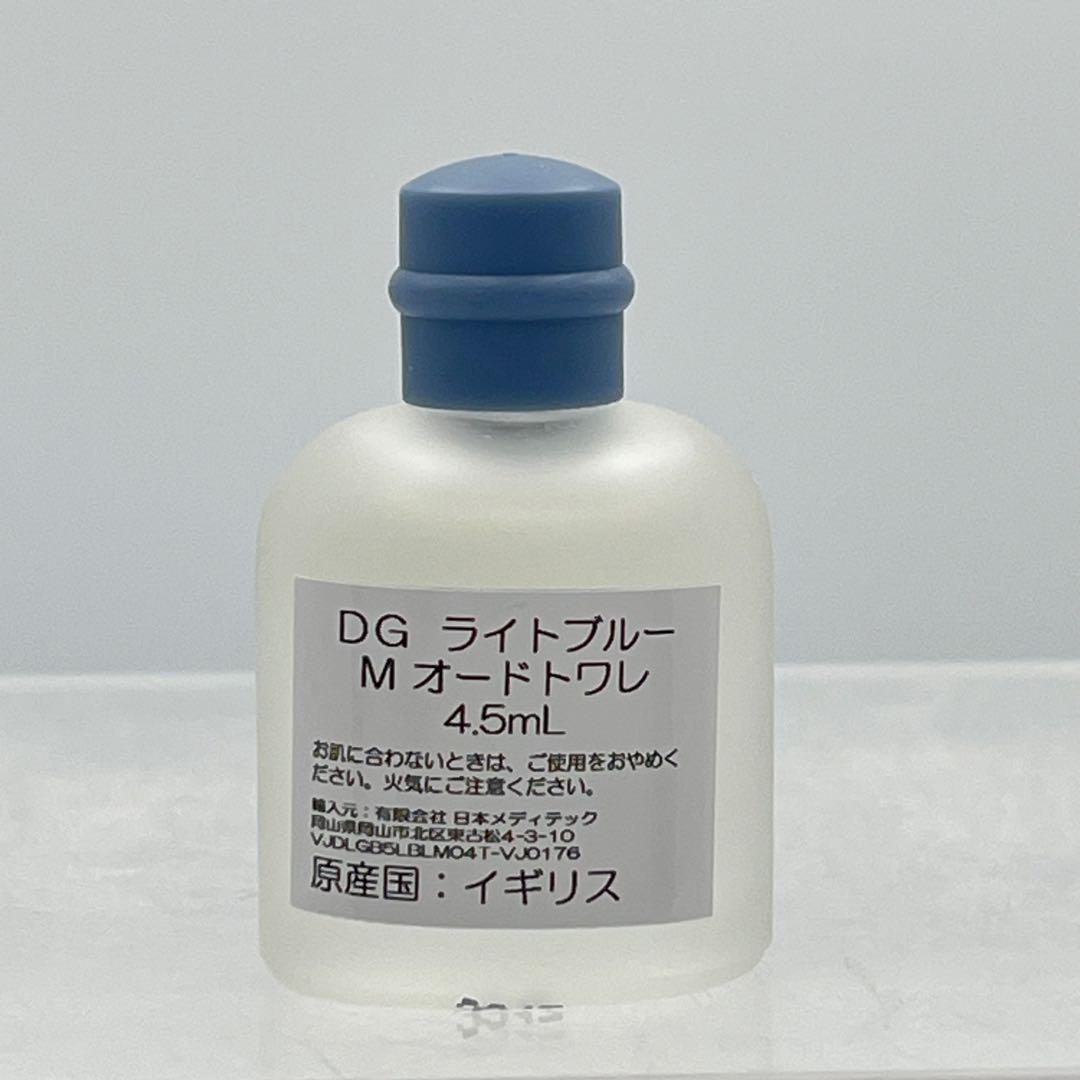 DG ライトブルー
M オードトワレ
4.5mL
お肌に合わないときは、ご使用をおやめく
ださい。火気にご注意ください。
輸入元：有限会社 日本メディテック
岡山県岡山市北区東古松4-3-10
VJDLGB5LBLM04T-VJ0176
原産国：イギリス